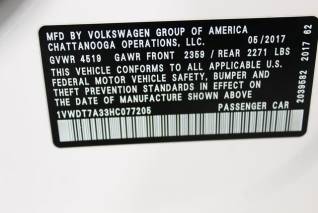 MFD BY VOLKSWAGEN GROUP OF AMERICA
CHATTANOOGA OPERATIONS, LLC. 05/2017
GVWR 4519 GAWR FRONT 2359 / REAR 2271 LBS
THIS VEHICLE CONFORMS TO ALL APPLICABLE U.S.
FEDERAL MOTOR VEHICLE SAFETY, BUMPER AND
THEFT PREVENTION STANDARDS IN EFFECT ON
THE DATE OF MANUFACTURE SHOWN ABOVE.
1VWDT7A33HC077205 PASSENGER CAR
2039582 2017 62